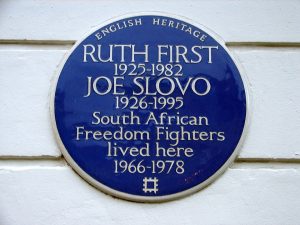 ENGLISH HERITAGE
RUTH FIRST
1925-1982
JOE SLOVO
1926-1995
South African
Freedom Fighters
lived here
1966-1978